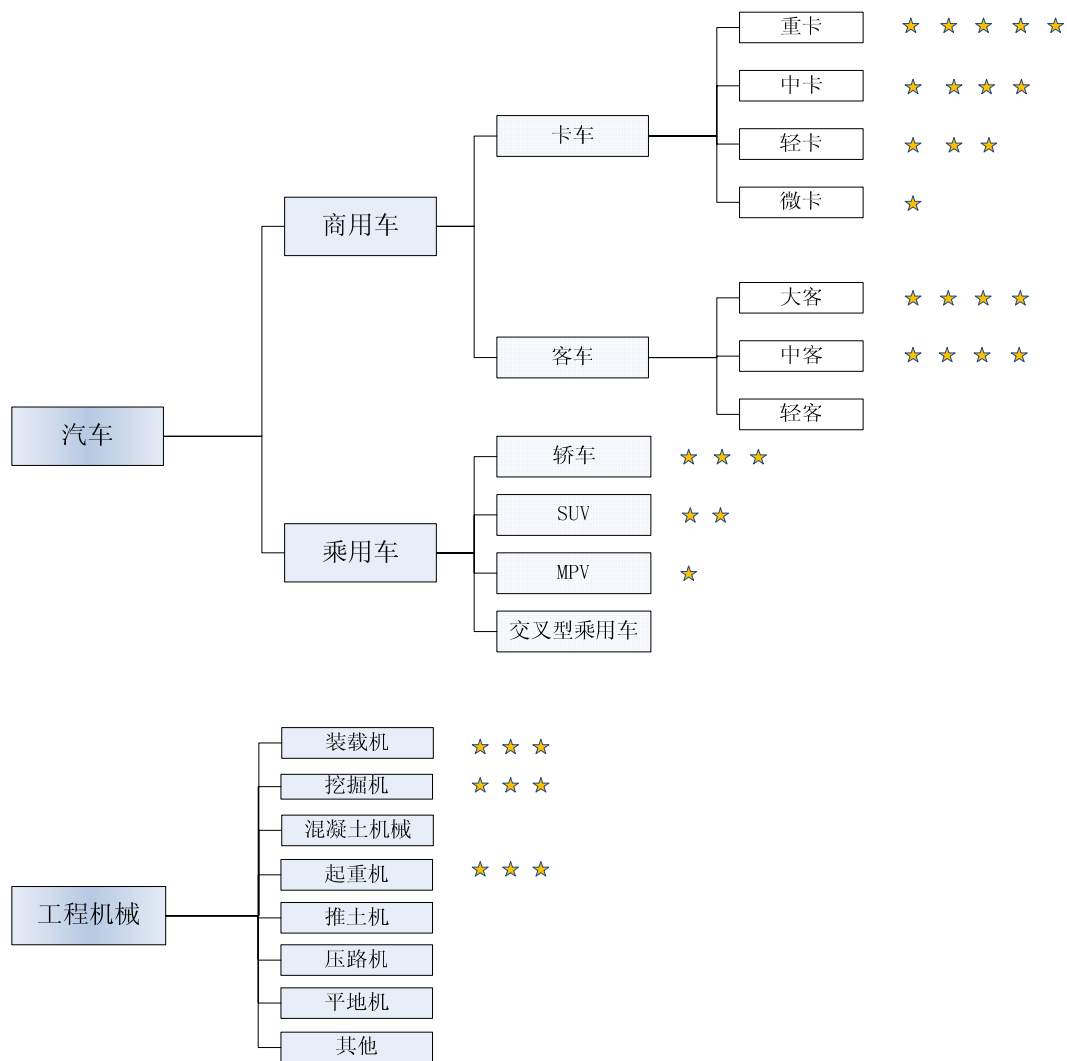 重卡
中卡
卡车
轻卡
微卡
商用车
大客
客车
中客
轻客
汽车
轿车
SUV
乘用车
MPV
交叉型乘用车
装载机
挖掘机
混凝土机械
起重机
工程机械
推土机
压路机
平地机
其他